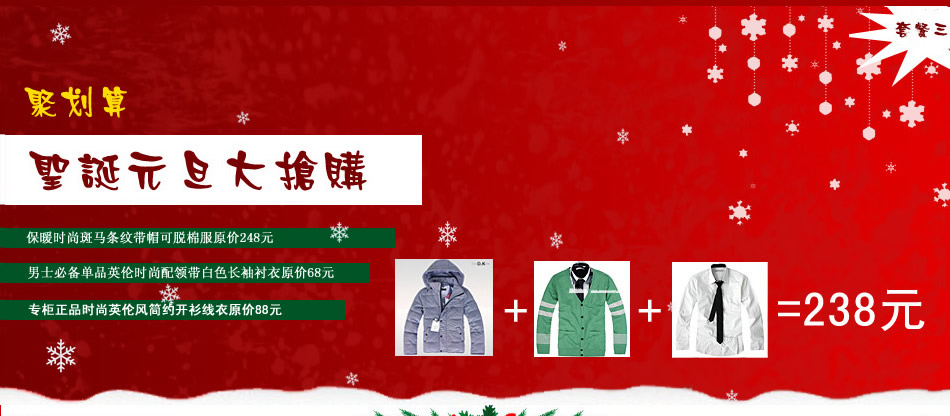 套餐三
聚划算
聖誕元旦大搶購
保暖时尚斑马条纹带帽可脱棉服原价248元
男士必备单品英伦时尚配领带白色长袖衬衣原价68元
专柜正品时尚英伦风简约开衫线衣原价88元
+
+
=238元